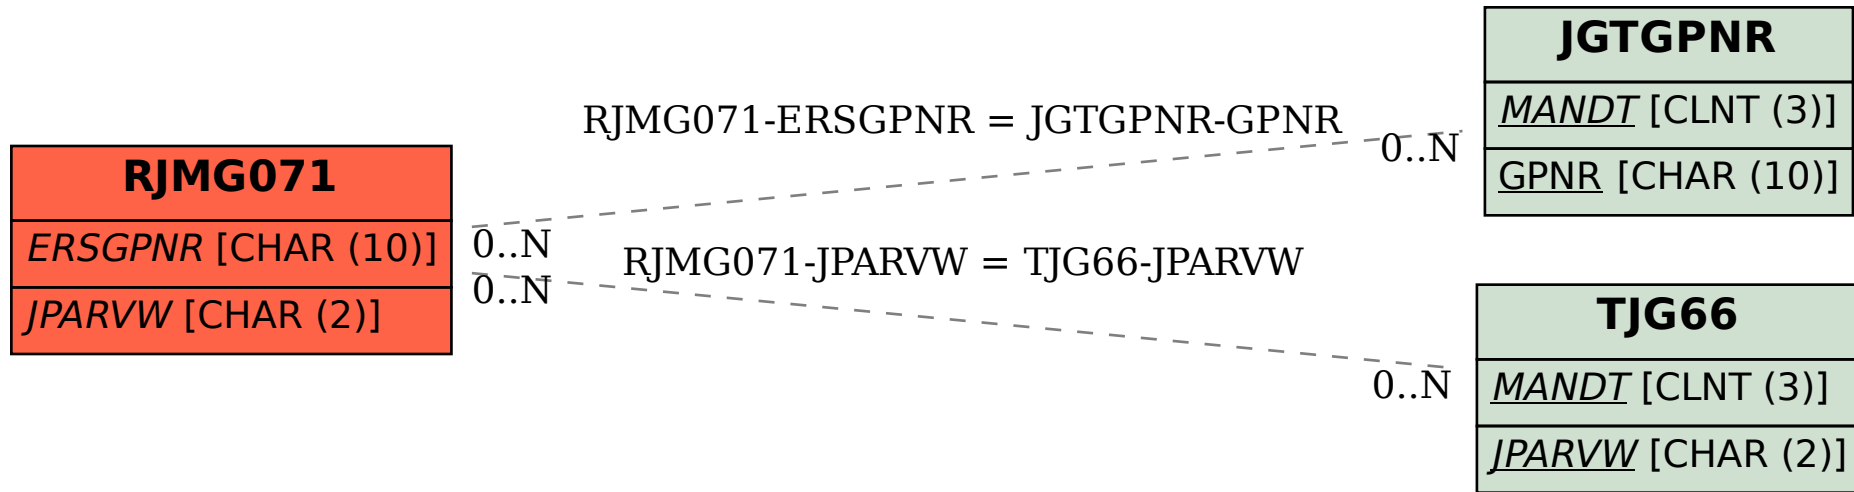 JGTGPNR
MANDT [CLNT (3)]
GPNR [CHAR (10)]
RJMG071-ERSGPNR = JGTGPNR-GPNR
0..N
RJMG071
ERSGPNR [CHAR (10)]
JPARVW [CHAR (2)]
0..N
0..N
RJMG071-JPARVW = TJG66-JPARVW
0..N
TJG66
MANDT [CLNT (3)]
JPARVW [CHAR (2)]